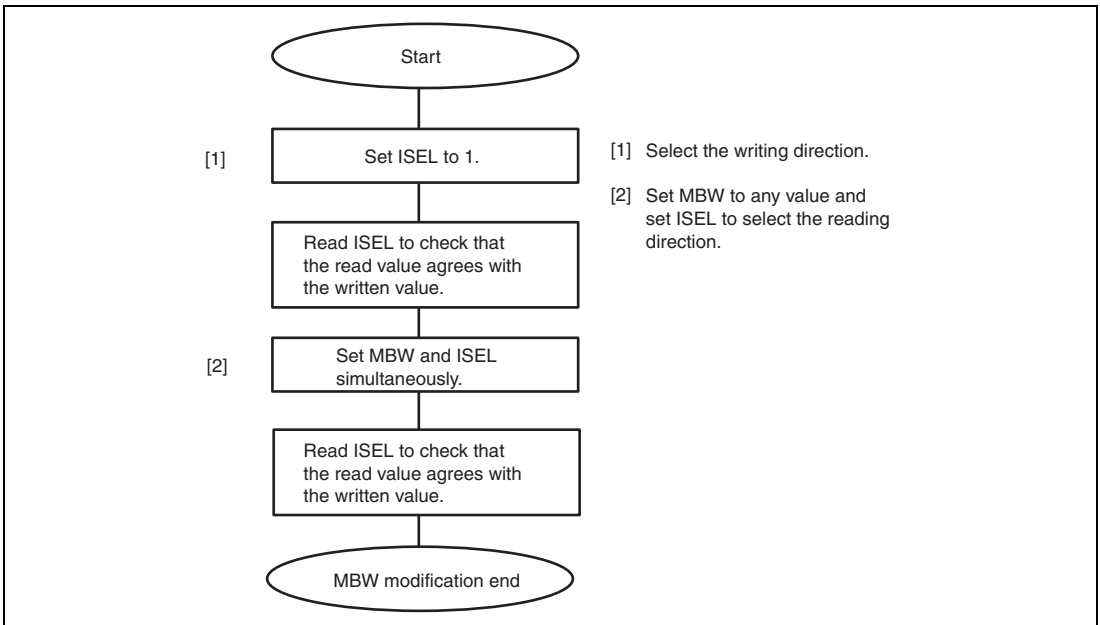 Start
[1]
Set ISEL to 1.
[1] Select the writing direction.
[2] Set MBW to any value and
set ISEL to select the reading
direction.
Read ISEL to check that
the read value agrees with
the written value.
[2]
Set MBW and ISEL
simultaneously.
Read ISEL to check that
the read value agrees with
the written value.
MBW modification end